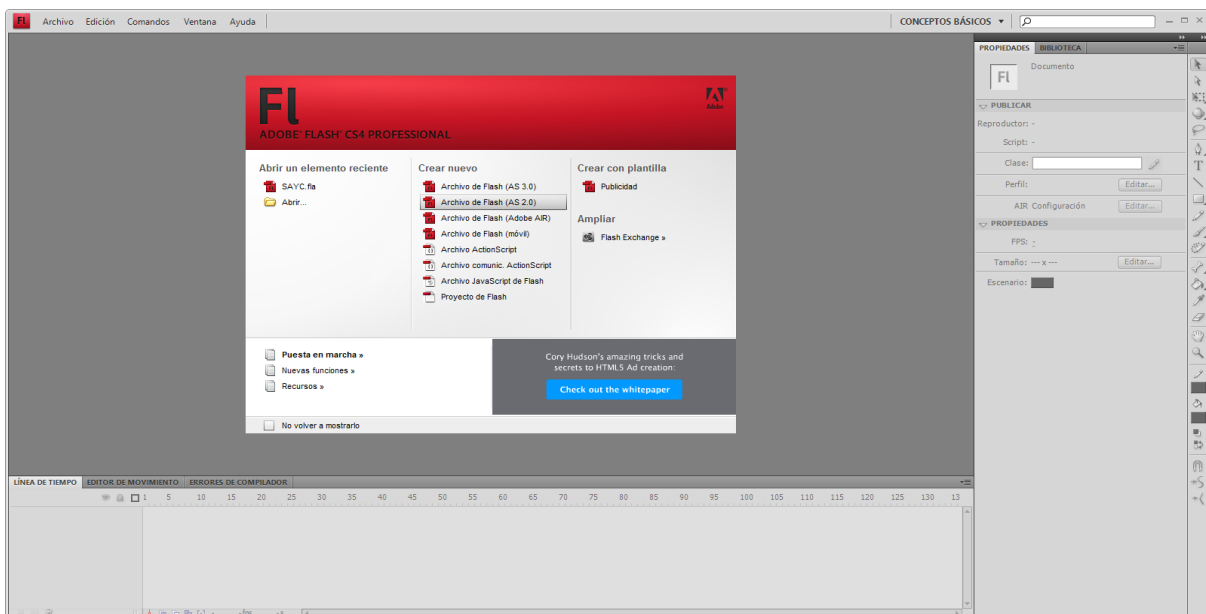 FL Archivo Edición Comandos Ventana Ayuda CONCEPTOS BÁSICOS
PROPIEDADES BIBLIOTECA
Fl
Documento
PUBLICAR
Reproductor: -
Script: -
Clase:
Perfil: Editar...
AIR Configuración Editar...
PROPIEDADES
FPS: -
Tamaño: --- x --- Editar...
Escenario:
Fl
Adobe
ADOBE® FLASH® CS4 PROFESSIONAL
Abrir un elemento reciente
SAYC.fla
Abrir...
Crear nuevo
Archivo de Flash (AS 3.0)
Archivo de Flash (AS 2.0)
Archivo de Flash (Adobe AIR)
Archivo de Flash (móvil)
Archivo ActionScript
Archivo comunic. ActionScript
Archivo JavaScript de Flash
Proyecto de Flash
Crear con plantilla
Publicidad
Ampliar
Flash Exchange »
Puesta en marcha »
Nuevas funciones »
Recursos »
Cory Hudson's amazing tricks and
secrets to HTML5 Ad creation:
Check out the whitepaper
No volver a mostrarlo
LÍNEA DE TIEMPO EDITOR DE MOVIMIENTO ERRORES DE COMPILADOR
1 5 10 15 20 25 30 35 40 45 50 55 60 65 70 75 80 85 90 95 100 105 110 115 120 125 130 13